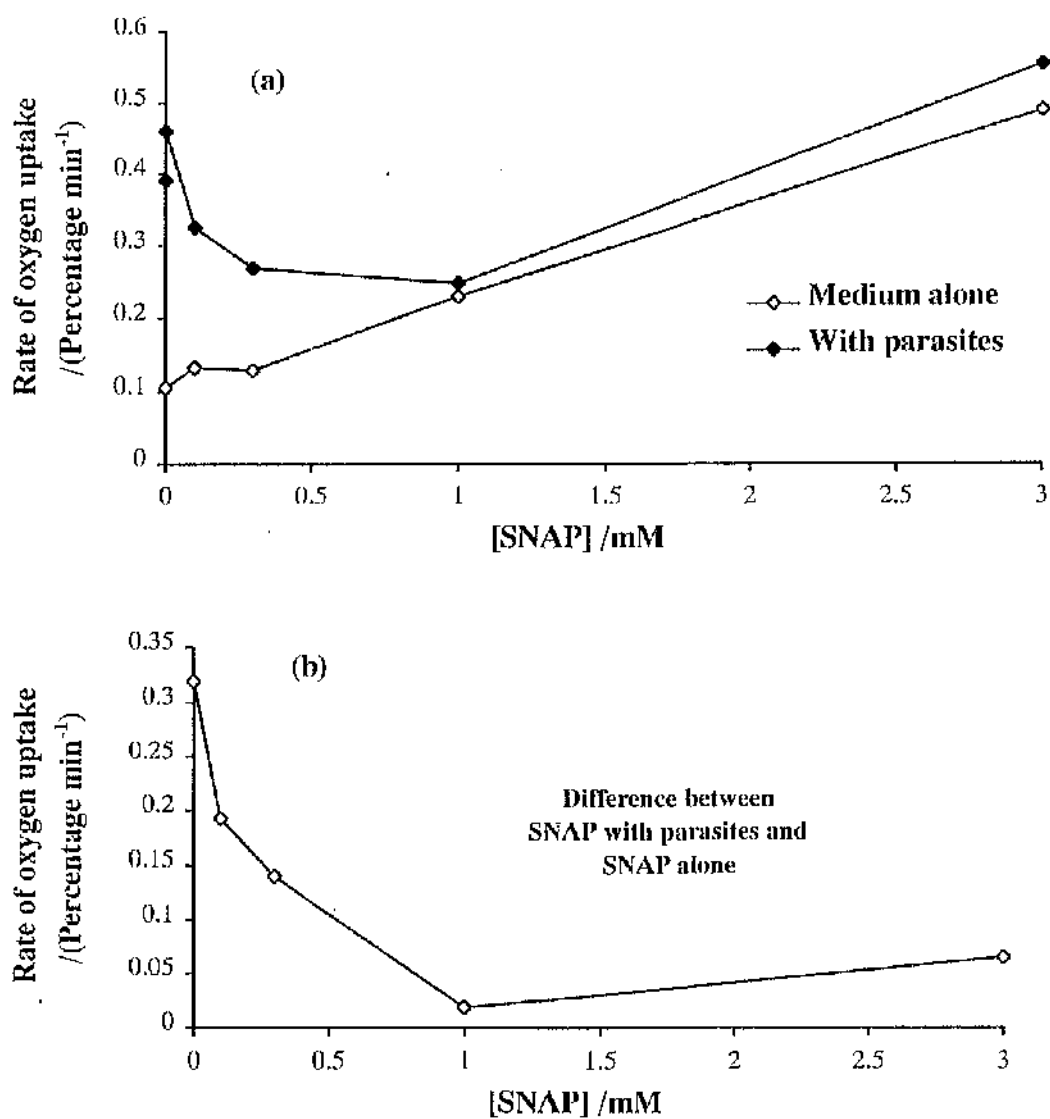 (a)
Rate of oxygen uptake
/(Percentage min⁻¹)
0.6
0.5
0.4
0.3
0.2
0.1
0
0
0.5
1
1.5
2
2.5
3
[SNAP] /mM
Medium alone
With parasites
(b)
Rate of oxygen uptake
/(Percentage min⁻¹)
0.35
0.3
0.25
0.2
0.15
0.1
0.05
0
Difference between
SNAP with parasites and
SNAP alone
0
0.5
1
1.5
2
2.5
3
[SNAP] /mM